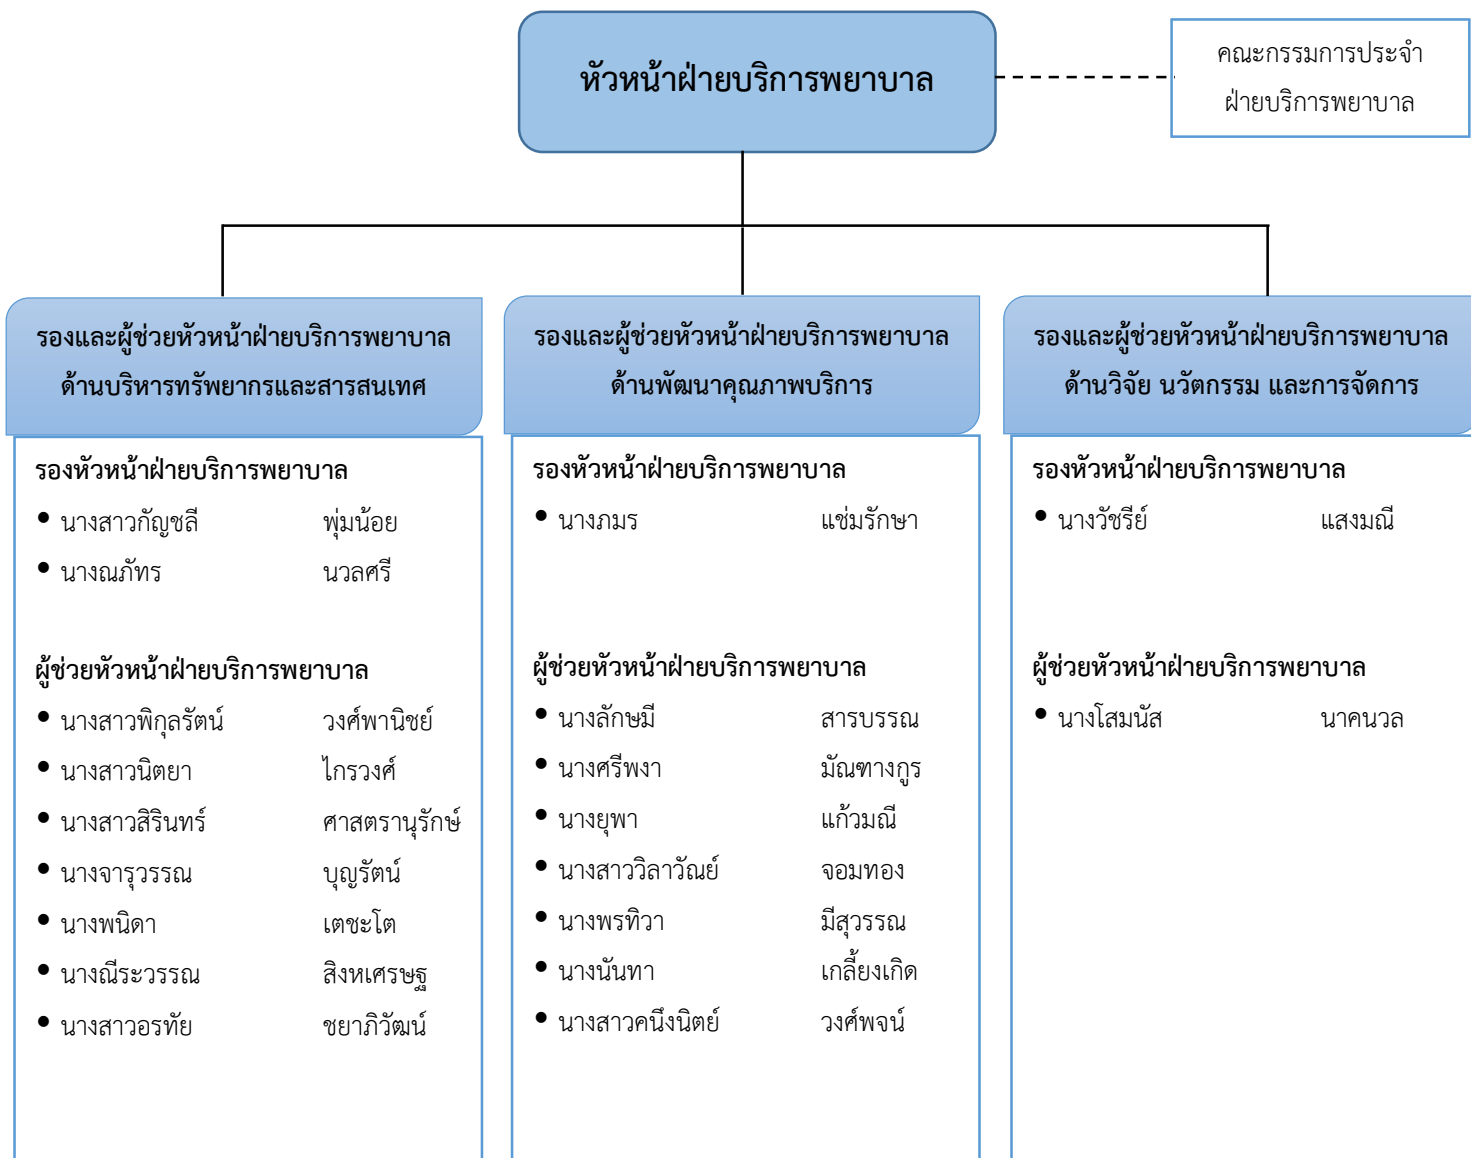 หัวหน้าฝ่ายบริการพยาบาล
คณะกรรมการประจำ
ฝ่ายบริการพยาบาล
รองและผู้ช่วยหัวหน้าฝ่ายบริการพยาบาล
ด้านบริหารทรัพยากรและสารสนเทศ
รองหัวหน้าฝ่ายบริการพยาบาล
• นางสาวกัญชลี พุ่มน้อย
• นางณภัทร นวลศรี
ผู้ช่วยหัวหน้าฝ่ายบริการพยาบาล
• นางสาวพิกุลรัตน์ วงศ์พานิชย์
• นางสาวนิตยา ไกรวงศ์
• นางสาวสิรินทร์ ศาสตรานุรักษ์
• นางจารุวรรณ บุญรัตน์
• นางพนิดา เตชะโต
• นางณีระวรรณ สิงหเศรษฐ
• นางสาวอรทัย ชยาภิวัฒน์
รองและผู้ช่วยหัวหน้าฝ่ายบริการพยาบาล
ด้านพัฒนาคุณภาพบริการ
รองหัวหน้าฝ่ายบริการพยาบาล
• นางภมร แช่มรักษา
ผู้ช่วยหัวหน้าฝ่ายบริการพยาบาล
• นางลักษมี สารบรรณ
• นางศรีพงา มัณฑางกูร
• นางยุพา แก้วมณี
• นางสาววิลาวัณย์ จอมทอง
• นางพรทิวา มีสุวรรณ
• นางนันทา เกลี้ยงเกิด
• นางสาวคนึงนิตย์ วงศ์พจน์
รองและผู้ช่วยหัวหน้าฝ่ายบริการพยาบาล
ด้านวิจัย นวัตกรรม และการจัดการ
รองหัวหน้าฝ่ายบริการพยาบาล
• นางวัชรีย์ แสงมณี
ผู้ช่วยหัวหน้าฝ่ายบริการพยาบาล
• นางโสมนัส นาคนวล